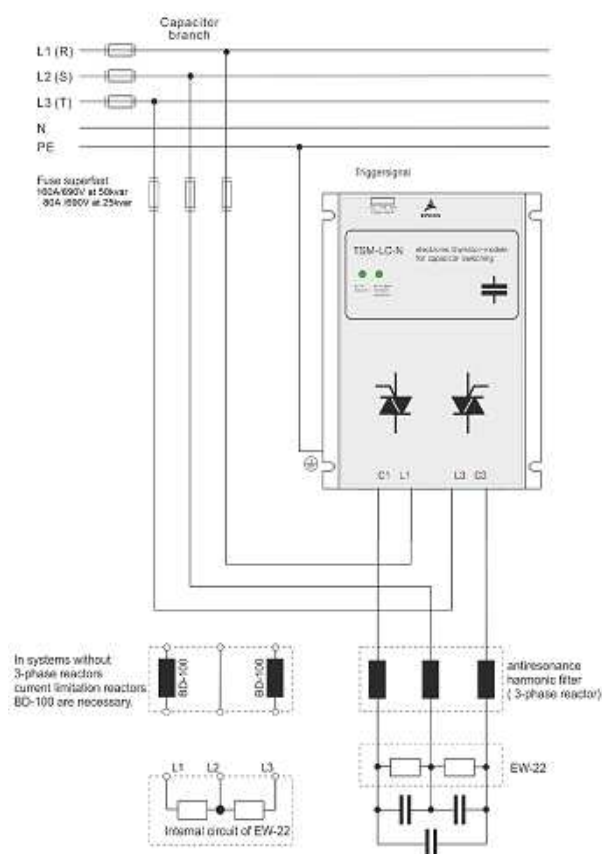 Capacitor
branch
L1 (R)
L2 (S)
L3 (T)
N
PE
Fuse superfast
160A/690V at 50kvar
80A /690V at 25kvar
Triggersignal
EPCOS
TSM-LC-N
electronic thyristor-module
for capacitor switching
C1 L1 L3 C3
In systems without
3-phase reactors
current limitation reactors
BD-100 are necessary.
BD-100
BD-100
antiresonance
harmonic filter
( 3-phase reactor)
L1 L2 L3
EW-22
Internal circuit of EW-22